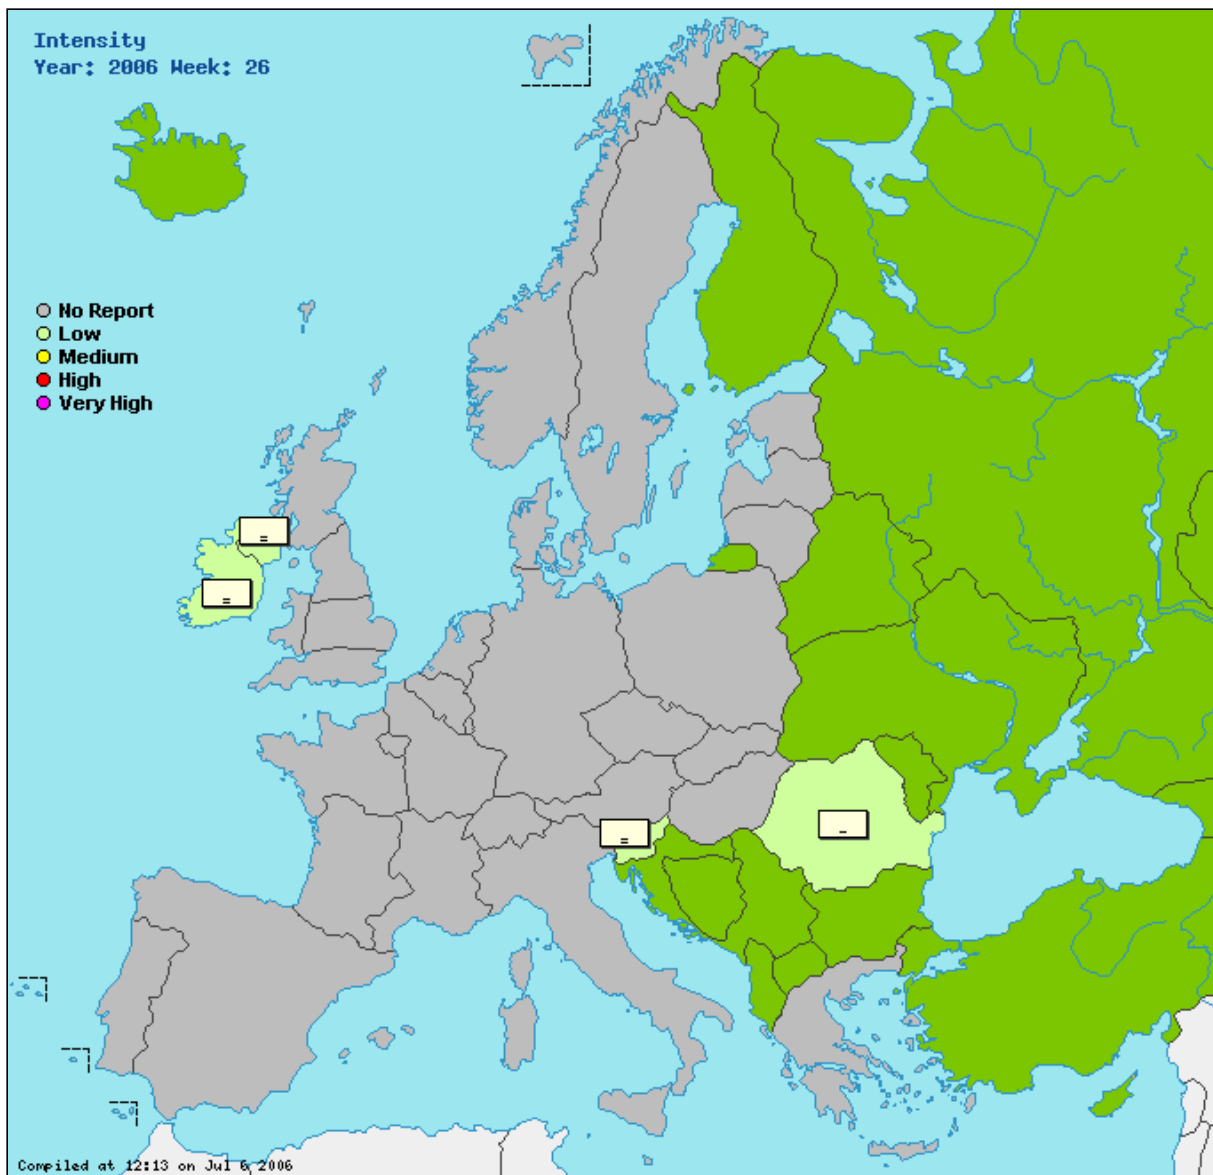 Intensity
Year: 2006 Week: 26
No Report
Low
Medium
High
Very High
=
=
=
-
Compiled at 12:13 on Jul 6 2006